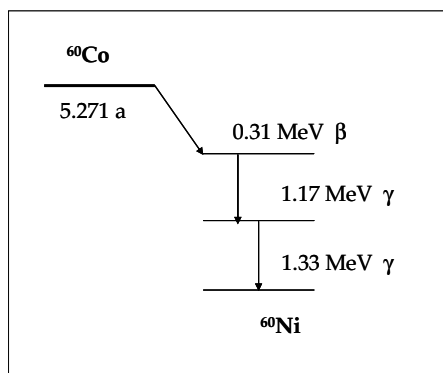 ⁶⁰Co
5.271 a
0.31 MeV β
1.17 MeV γ
1.33 MeV γ
⁶⁰Ni